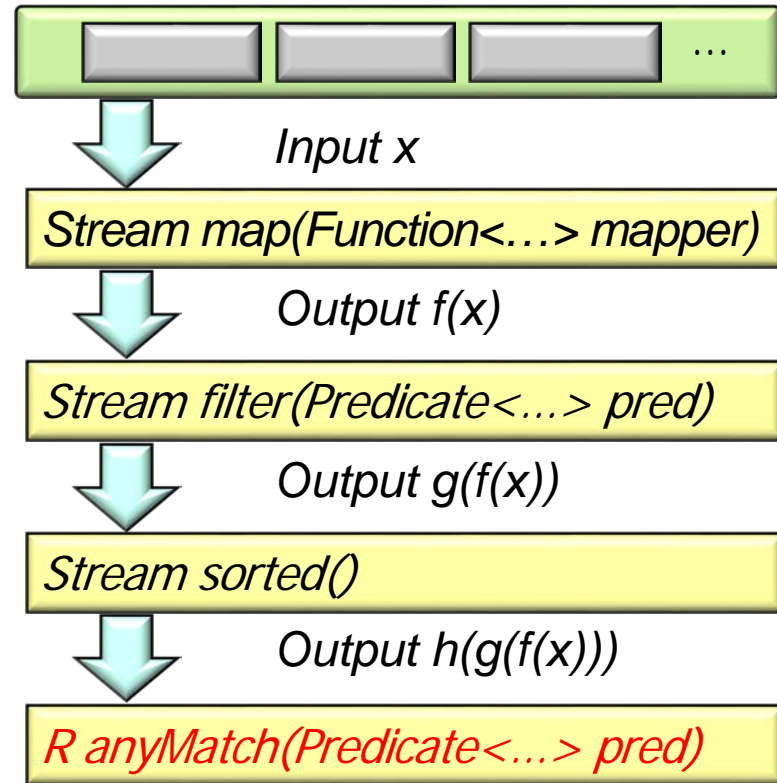 …
Input x
Stream map(Function<…> mapper)
Output f(x)
Stream filter(Predicate<…> pred)
Output g(f(x))
Stream sorted()
Output h(g(f(x)))
R anyMatch(Predicate<…> pred)